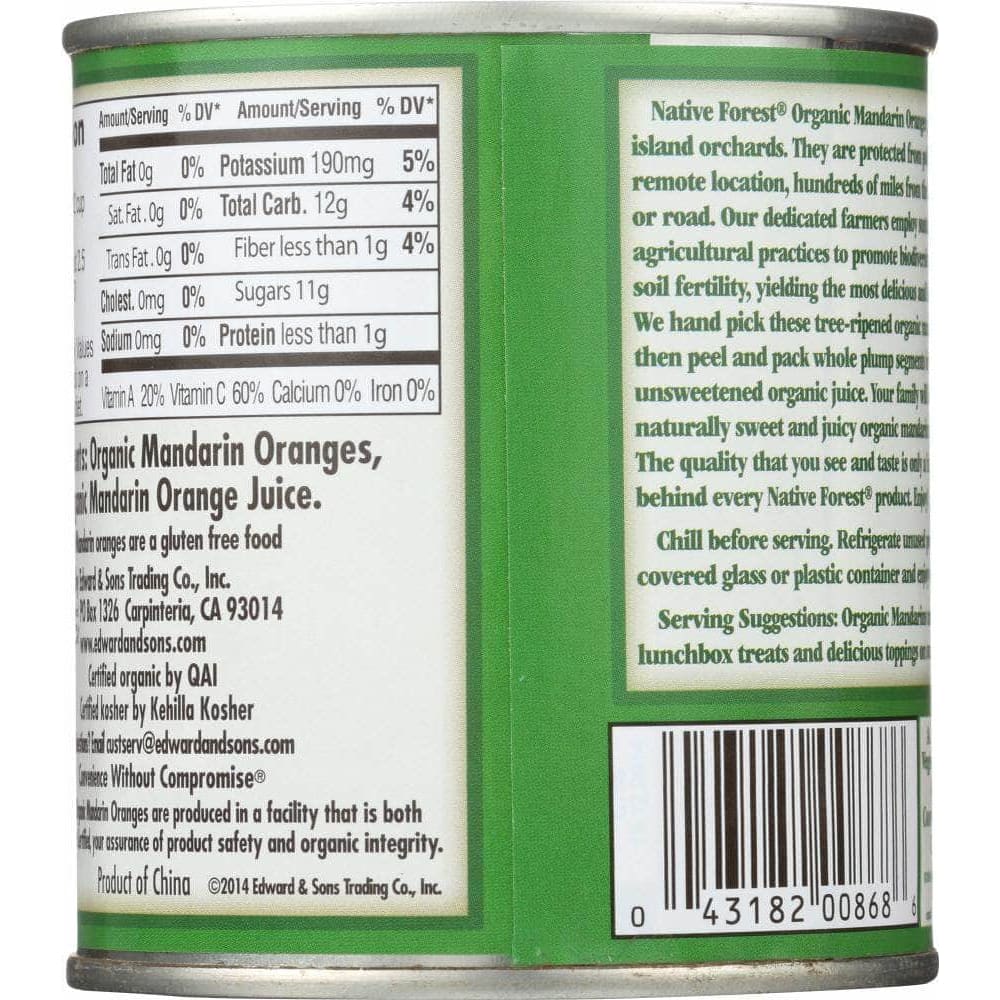 Amount/Serving % DV* Amount/Serving % DV*
Total Fat 0g 0% Potassium 190mg 5%
Sat. Fat. 0g 0% Total Carb. 12g 4%
Trans Fat. 0g 0% Fiber less than 1g 4%
Cholest. 0mg 0% Sugars 11g
Sodium 0mg 0% Protein less than 1g
Vitamin A 20% Vitamin C 60% Calcium 0% Iron 0%
Organic Mandarin Oranges,
Mandarin Orange Juice.
oranges are a gluten free food
Edward & Sons Trading Co., Inc.
PO Box 1326 Carpinteria, CA 93014
www.edwardandsons.com
Certified organic by QAI
Certified kosher by Kehilla Kosher
Email custserv@edwardandsons.com
Convenience Without Compromise®
Mandarin Oranges are produced in a facility that is both
your assurance of product safety and organic integrity.
Product of China ©2014 Edward & Sons Trading Co., Inc.
Native Forest® Organic Mandarin
island orchards. They are protected from
remote location, hundreds of miles from
or road. Our dedicated farmers employ
agricultural practices to promote
soil fertility, yielding the most delicious
We hand pick these tree-ripened organic
then peel and pack whole plump segments
unsweetened organic juice. Your family
naturally sweet and juicy organic
The quality that you see and taste is only
behind every Native Forest® product.
Chill before serving. Refrigerate unused
covered glass or plastic container and
Serving Suggestions: Organic Mandarin
lunchbox treats and delicious toppings on
0 43182 00868 6